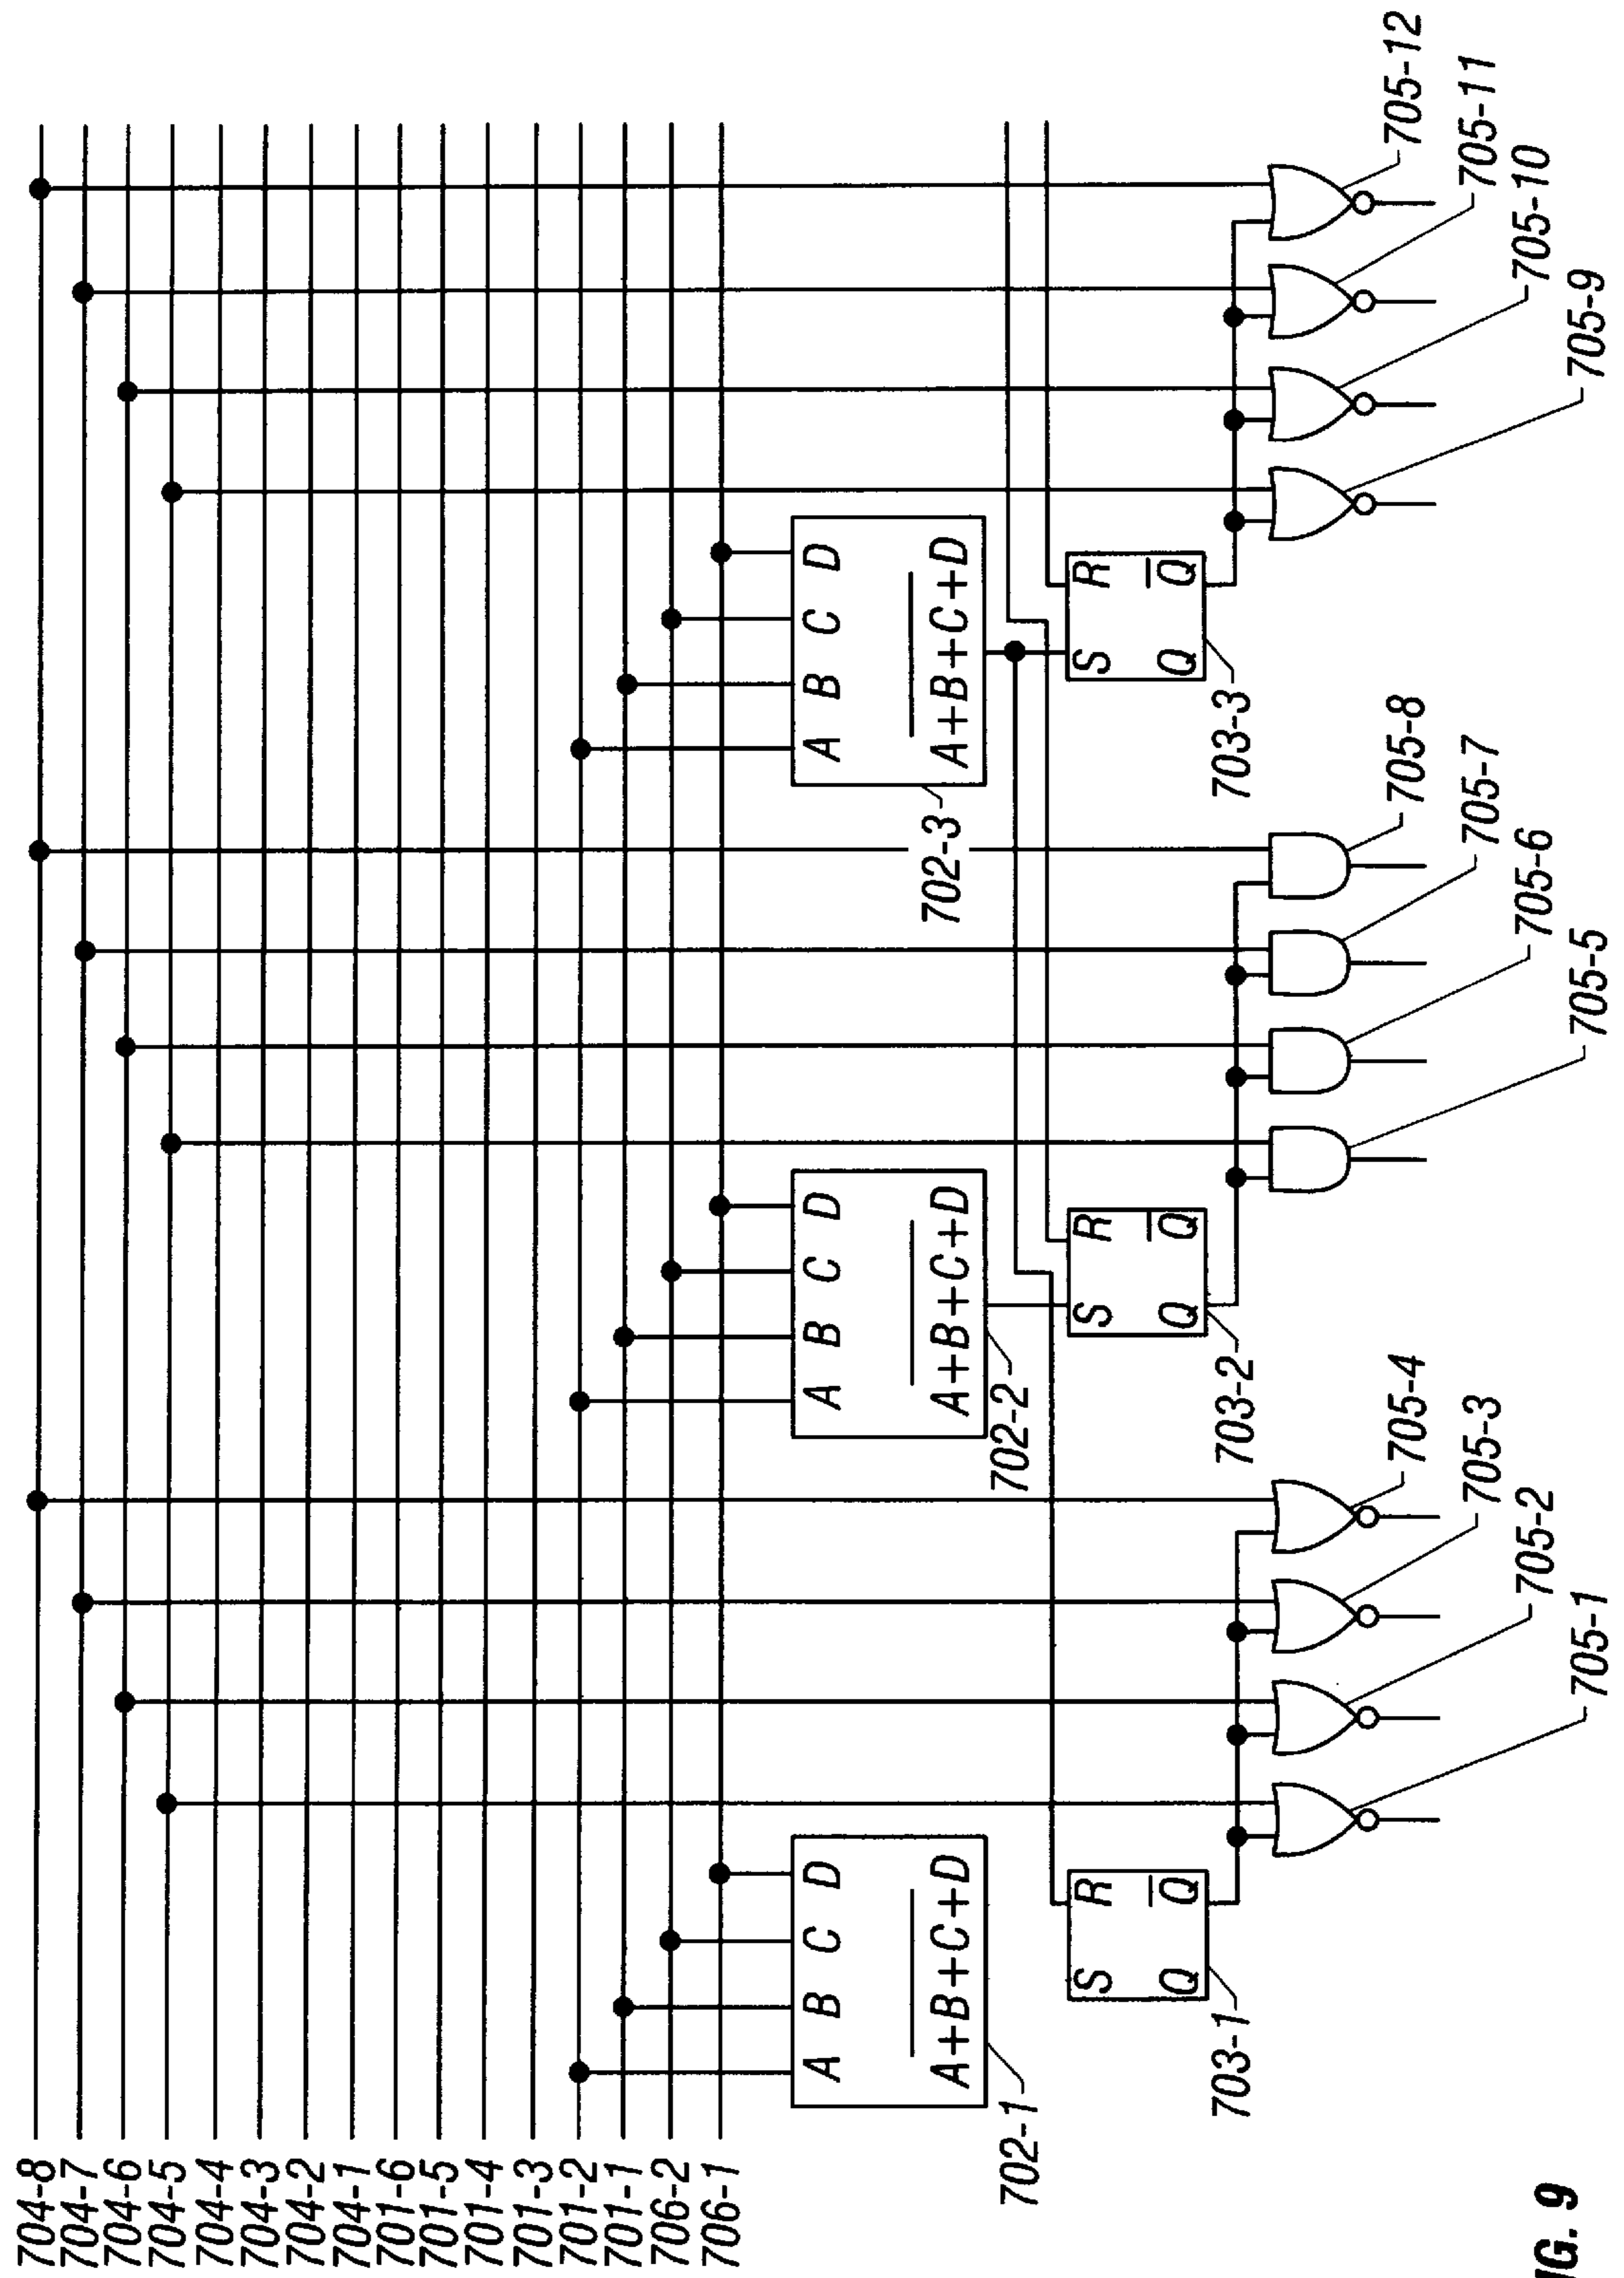 704-8
704-7
704-6
704-5
704-4
704-3
704-2
704-1
701-6
701-5
701-4
701-3
701-2
701-1
706-2
706-1
A B C D
A+B+C+D
702-1
A B C D
A+B+C+D
702-2
A B C D
A+B+C+D
702-3
S R
Q Q
703-1
S R
Q Q
703-2
S R
Q Q
703-3
705-1
705-2
705-3
705-4
705-5
705-6
705-7
705-8
705-9
705-10
705-11
705-12
IG. 9